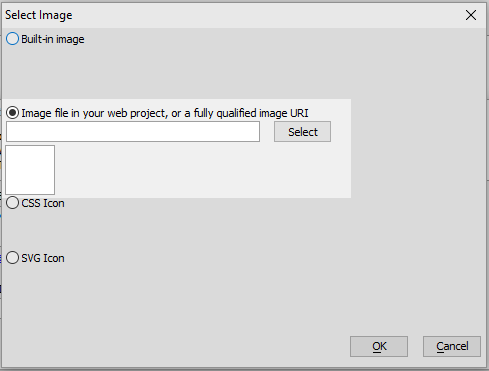 Select Image
Built-in image
Image file in your web project, or a fully qualified image URI
Select
CSS Icon
SVG Icon
OK
Cancel